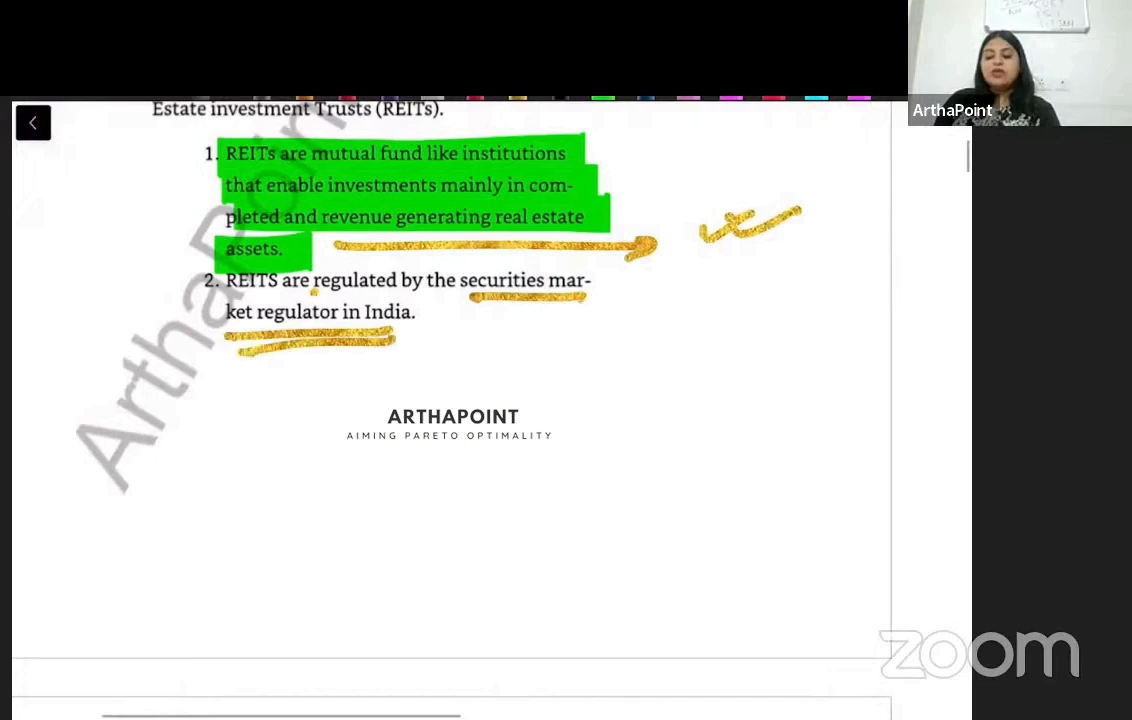 Estate investment Trusts (REITs).
1. REITs are mutual fund like institutions
that enable investments mainly in com-
pleted and revenue generating real estate
assets.
2. REITS are regulated by the securities mar-
ket regulator in India.
ARTHAPOINT
AIMING PARETO OPTIMALITY
ArthaPoint
ArthaPoint
zoom